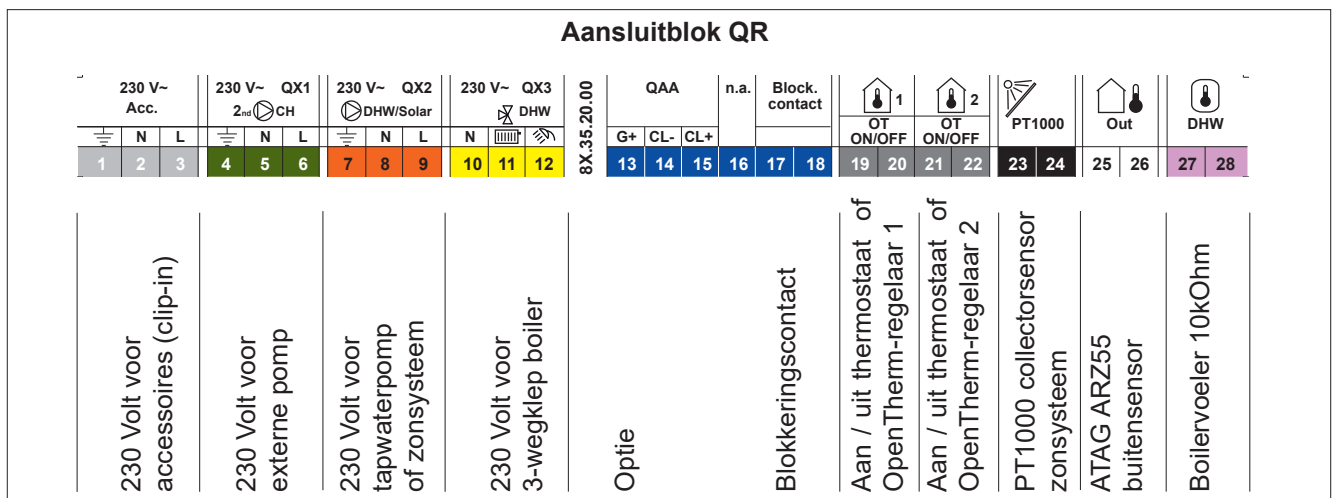 Aansluitblok QR
230 V~ Acc.
230 V~ QX1
2nd CH
230 V~ QX2
DHW/Solar
230 V~ QX3
DHW
8X.35.20.00
QAA
n.a.
Block. contact
1
OT ON/OFF
2
OT ON/OFF
PT1000
Out
DHW
N L N L N L N G+ CL- CL+
1 2 3 4 5 6 7 8 9 10 11 12 13 14 15 16 17 18 19 20 21 22 23 24 25 26 27 28
230 Volt voor
accessoires (clip-in)
230 Volt voor
externe pomp
230 Volt voor
tapwaterpomp
of zonsysteem
230 Volt voor
3-wegklep boiler
Optie
Blokkeringscontact
Aan / uit thermostaat of
OpenTherm-regelaar 1
Aan / uit thermostaat of
OpenTherm-regelaar 2
PT1000 collectorsensor
zonsysteem
ATAG ARZ55
buitensensor
Boilervoeler 10kOhm